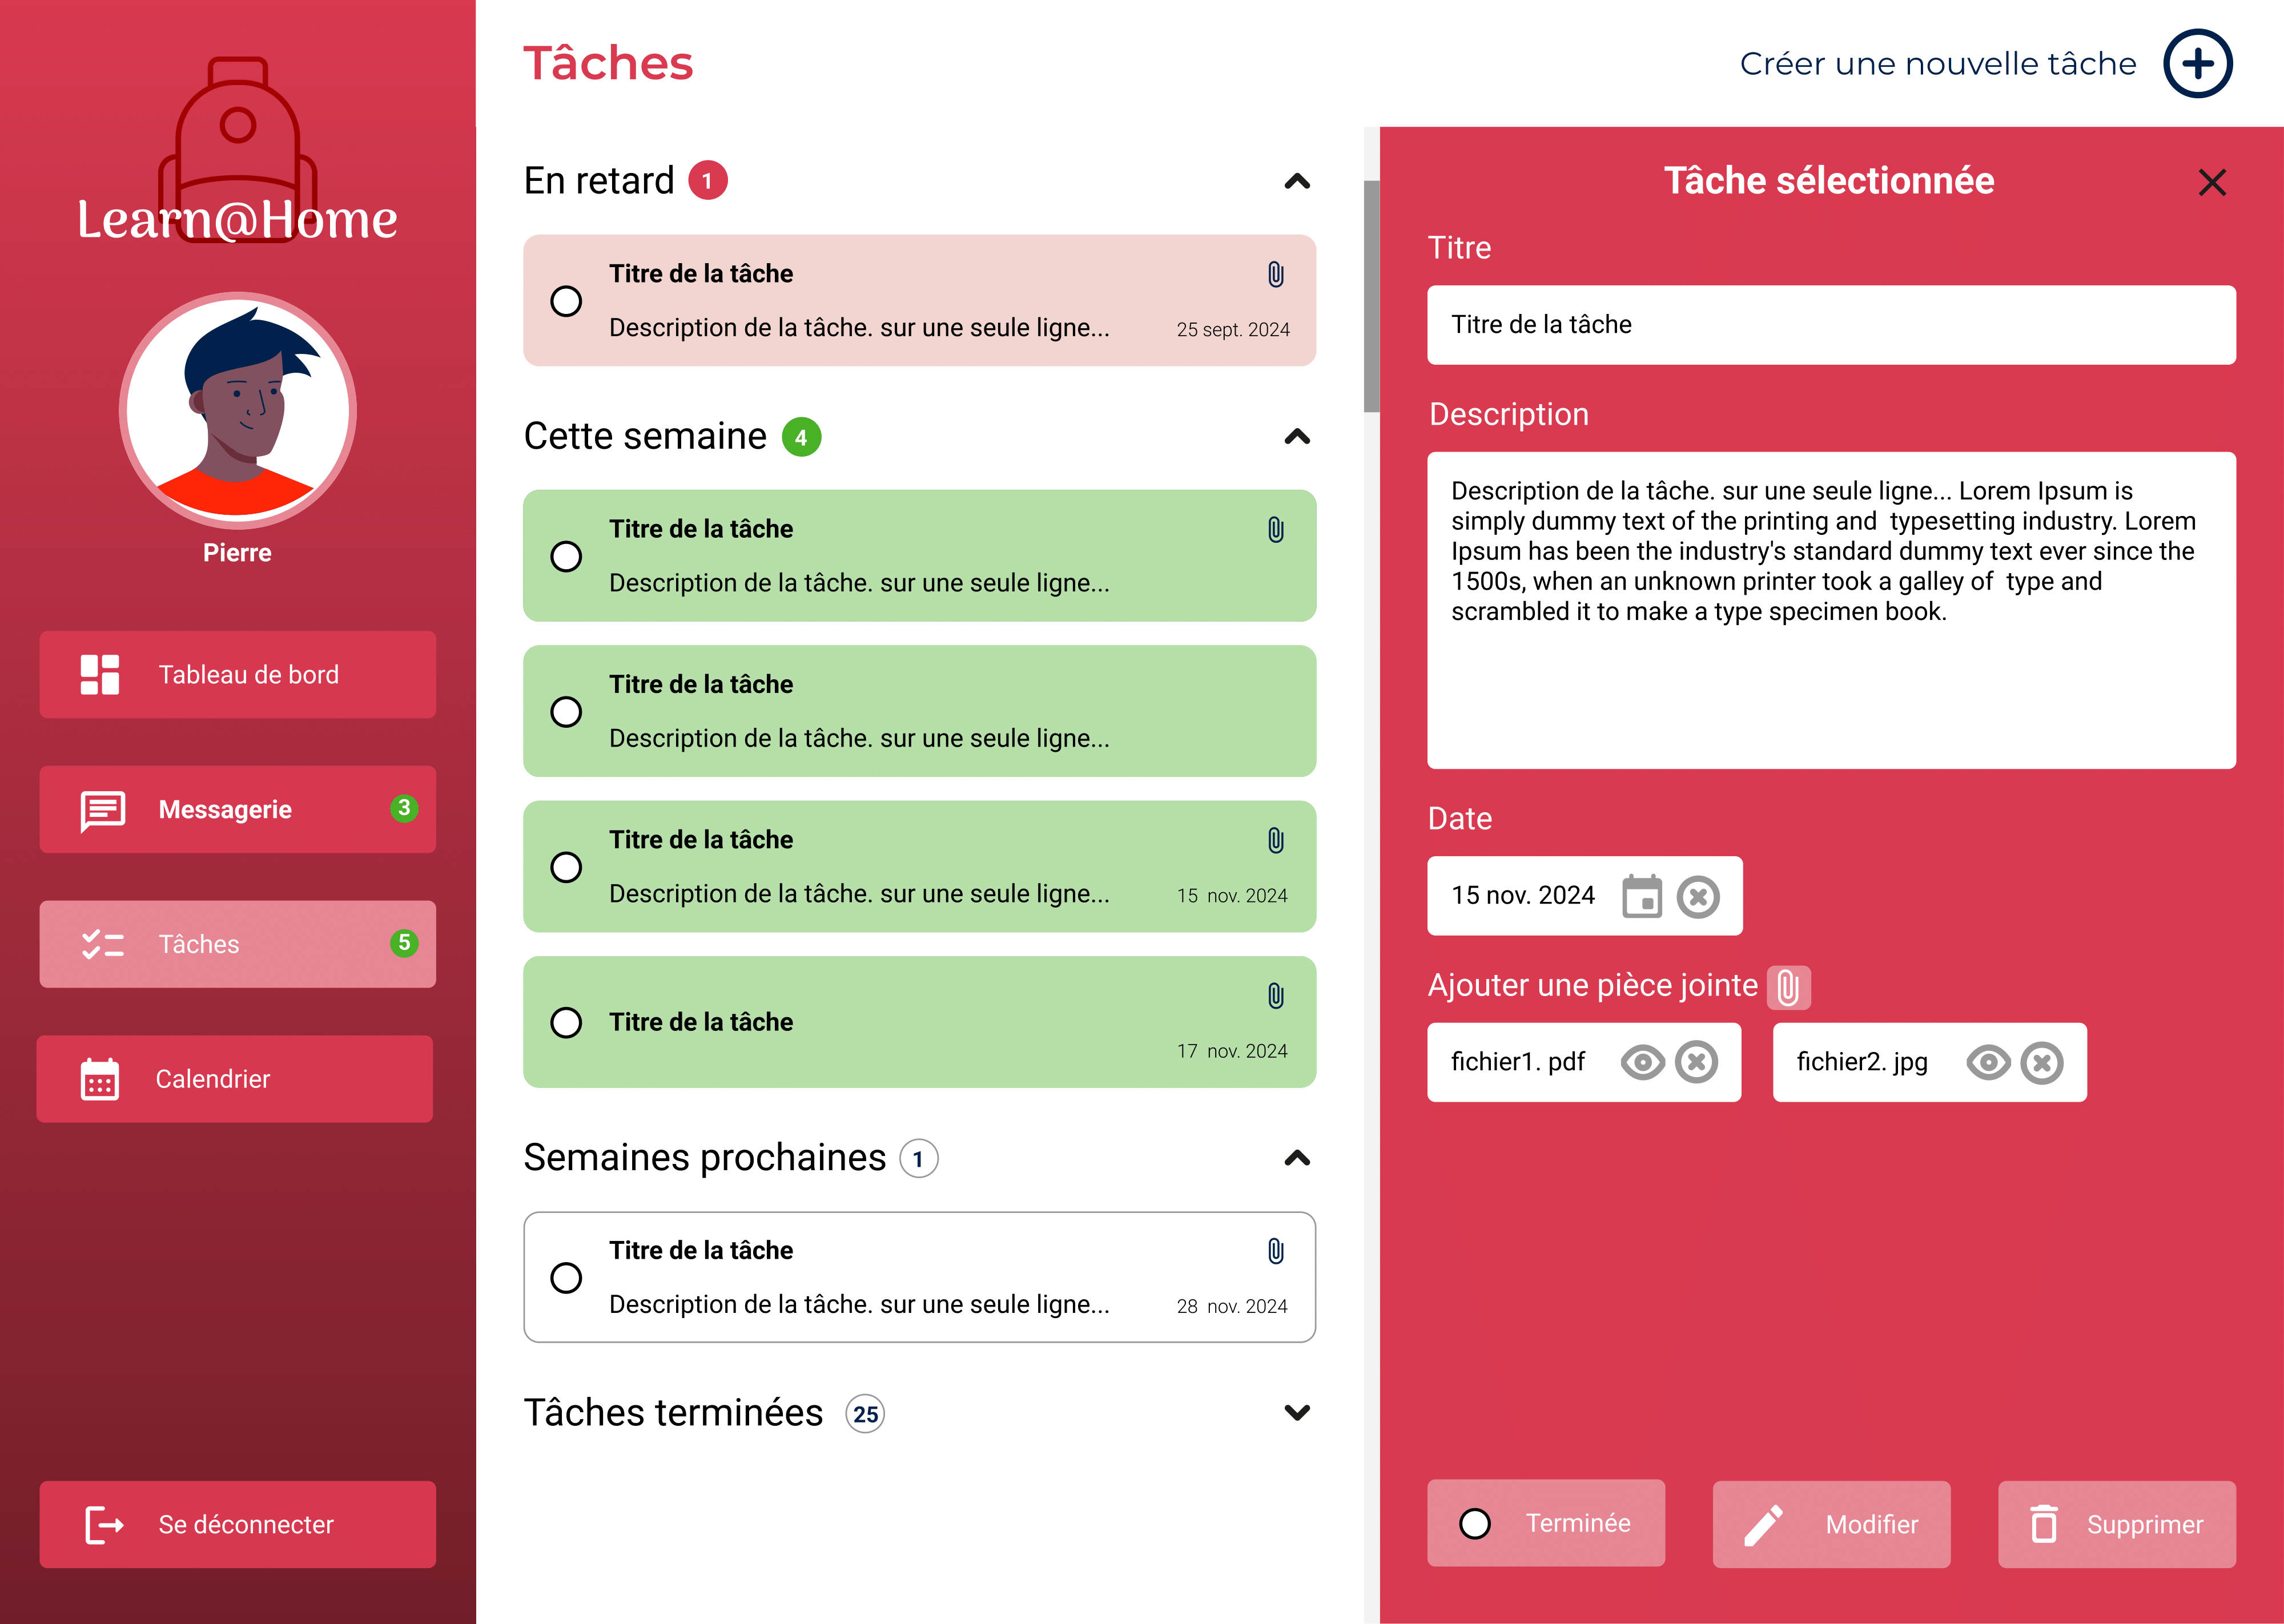 Learn@Home
Pierre
Tableau de bord
Messagerie 3
Tâches 5
Calendrier
Se déconnecter
Tâches
Créer une nouvelle tâche
En retard 1
Titre de la tâche
Description de la tâche. sur une seule ligne... 25 sept. 2024
Cette semaine 4
Titre de la tâche
Description de la tâche. sur une seule ligne...
Titre de la tâche
Description de la tâche. sur une seule ligne...
Titre de la tâche
Description de la tâche. sur une seule ligne... 15 nov. 2024
Titre de la tâche
17 nov. 2024
Semaines prochaines 1
Titre de la tâche
Description de la tâche. sur une seule ligne... 28 nov. 2024
Tâches terminées 25
Tâche sélectionnée
Titre
Titre de la tâche
Description
Description de la tâche. sur une seule ligne... Lorem Ipsum is
simply dummy text of the printing and typesetting industry. Lorem
Ipsum has been the industry's standard dummy text ever since the
1500s, when an unknown printer took a galley of type and
scrambled it to make a type specimen book.
Date
15 nov. 2024
Ajouter une pièce jointe
fichier1. pdf
fichier2. jpg
Terminée
Modifier
Supprimer